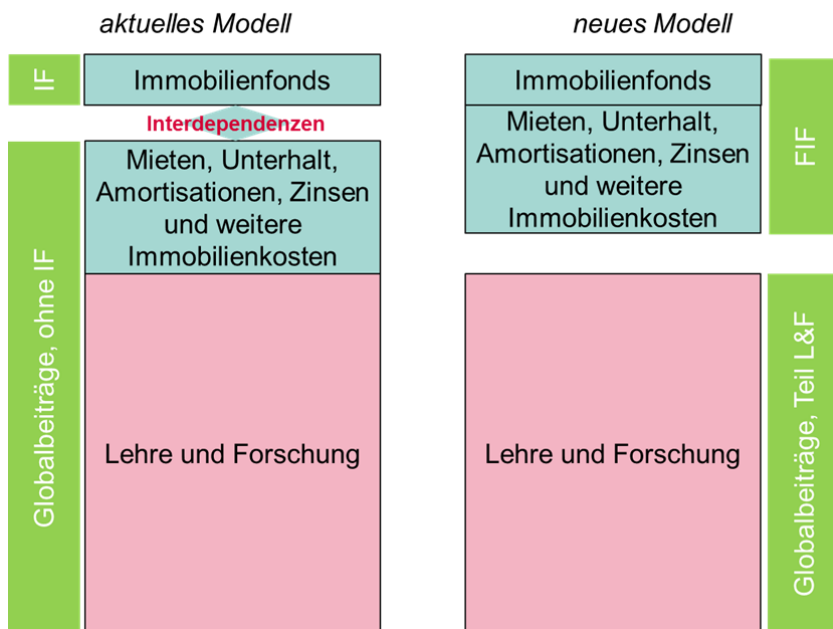 aktuelles Modell
IF
Immobilienfonds
Interdependenzen
Globalbeiträge, ohne IF
Mieten, Unterhalt,
Amortisationen, Zinsen
und weitere
Immobilienkosten
Lehre und Forschung
neues Modell
Immobilienfonds
Mieten, Unterhalt,
Amortisationen, Zinsen
und weitere
Immobilienkosten
FIF
Lehre und Forschung
Globalbeiträge, Teil L&F